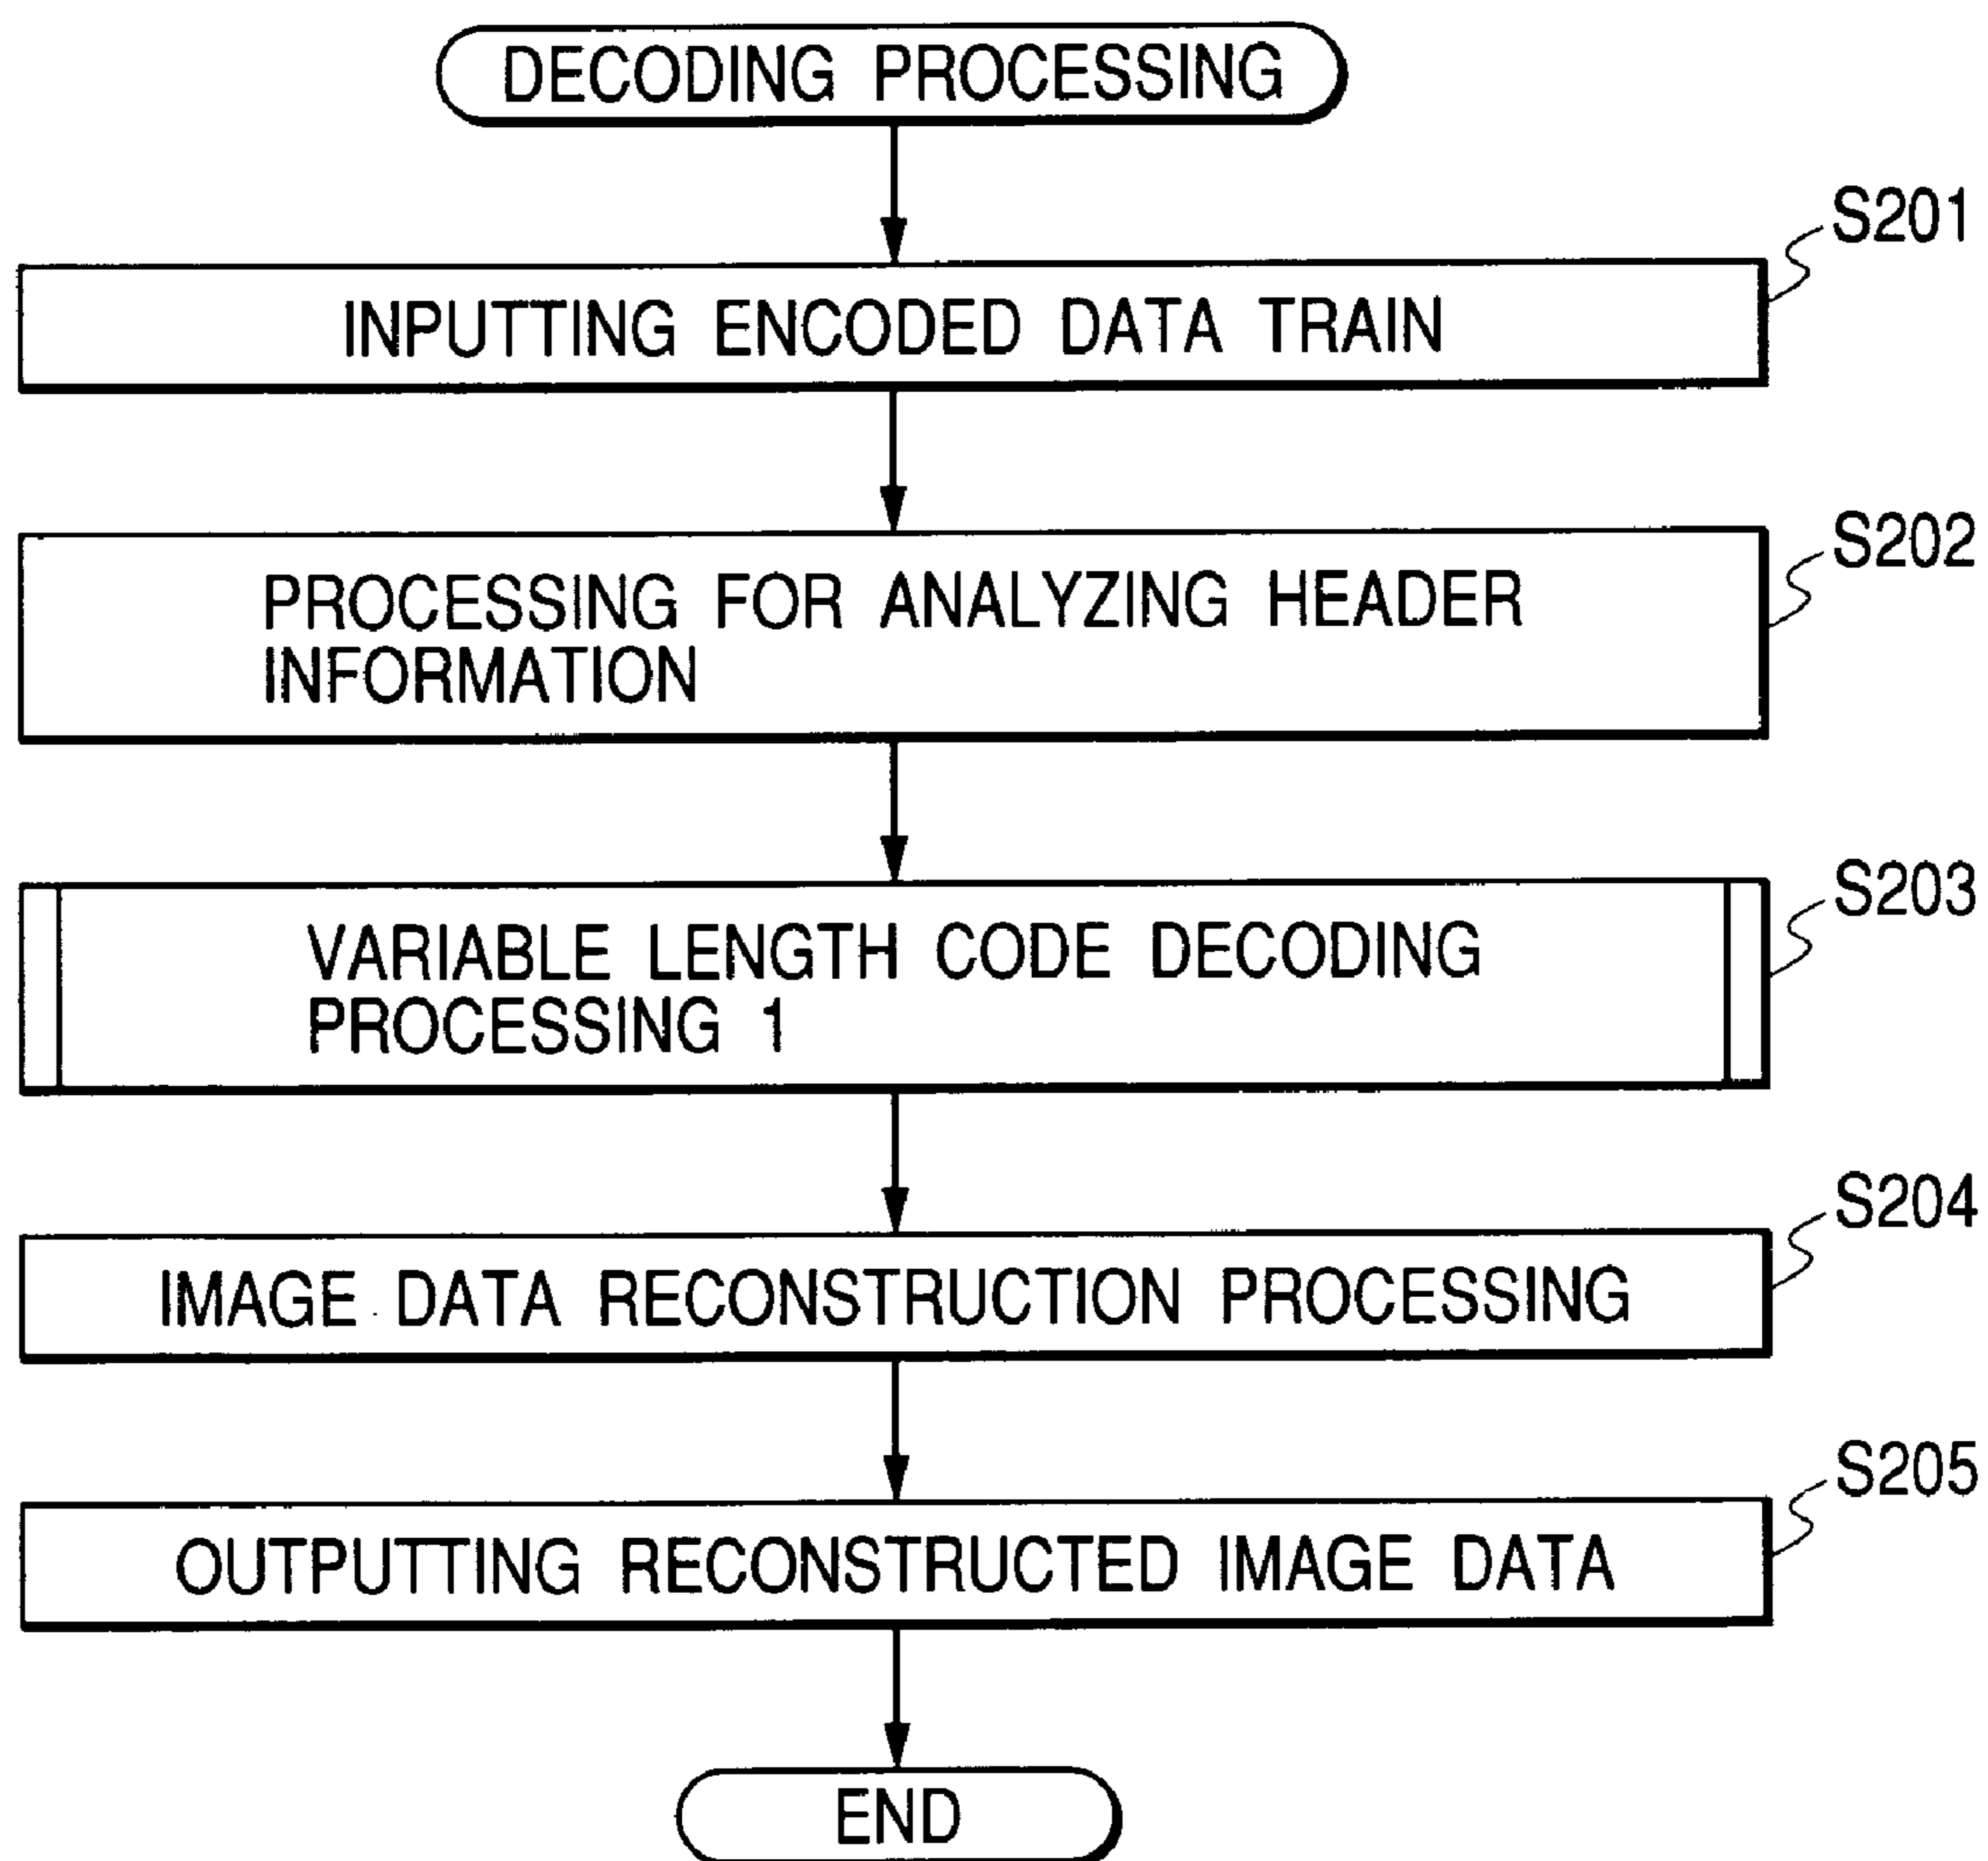 DECODING PROCESSING
S201
INPUTTING ENCODED DATA TRAIN
S202
PROCESSING FOR ANALYZING HEADER
INFORMATION
S203
VARIABLE LENGTH CODE DECODING
PROCESSING 1
S204
IMAGE DATA RECONSTRUCTION PROCESSING
S205
OUTPUTTING RECONSTRUCTED IMAGE DATA
END